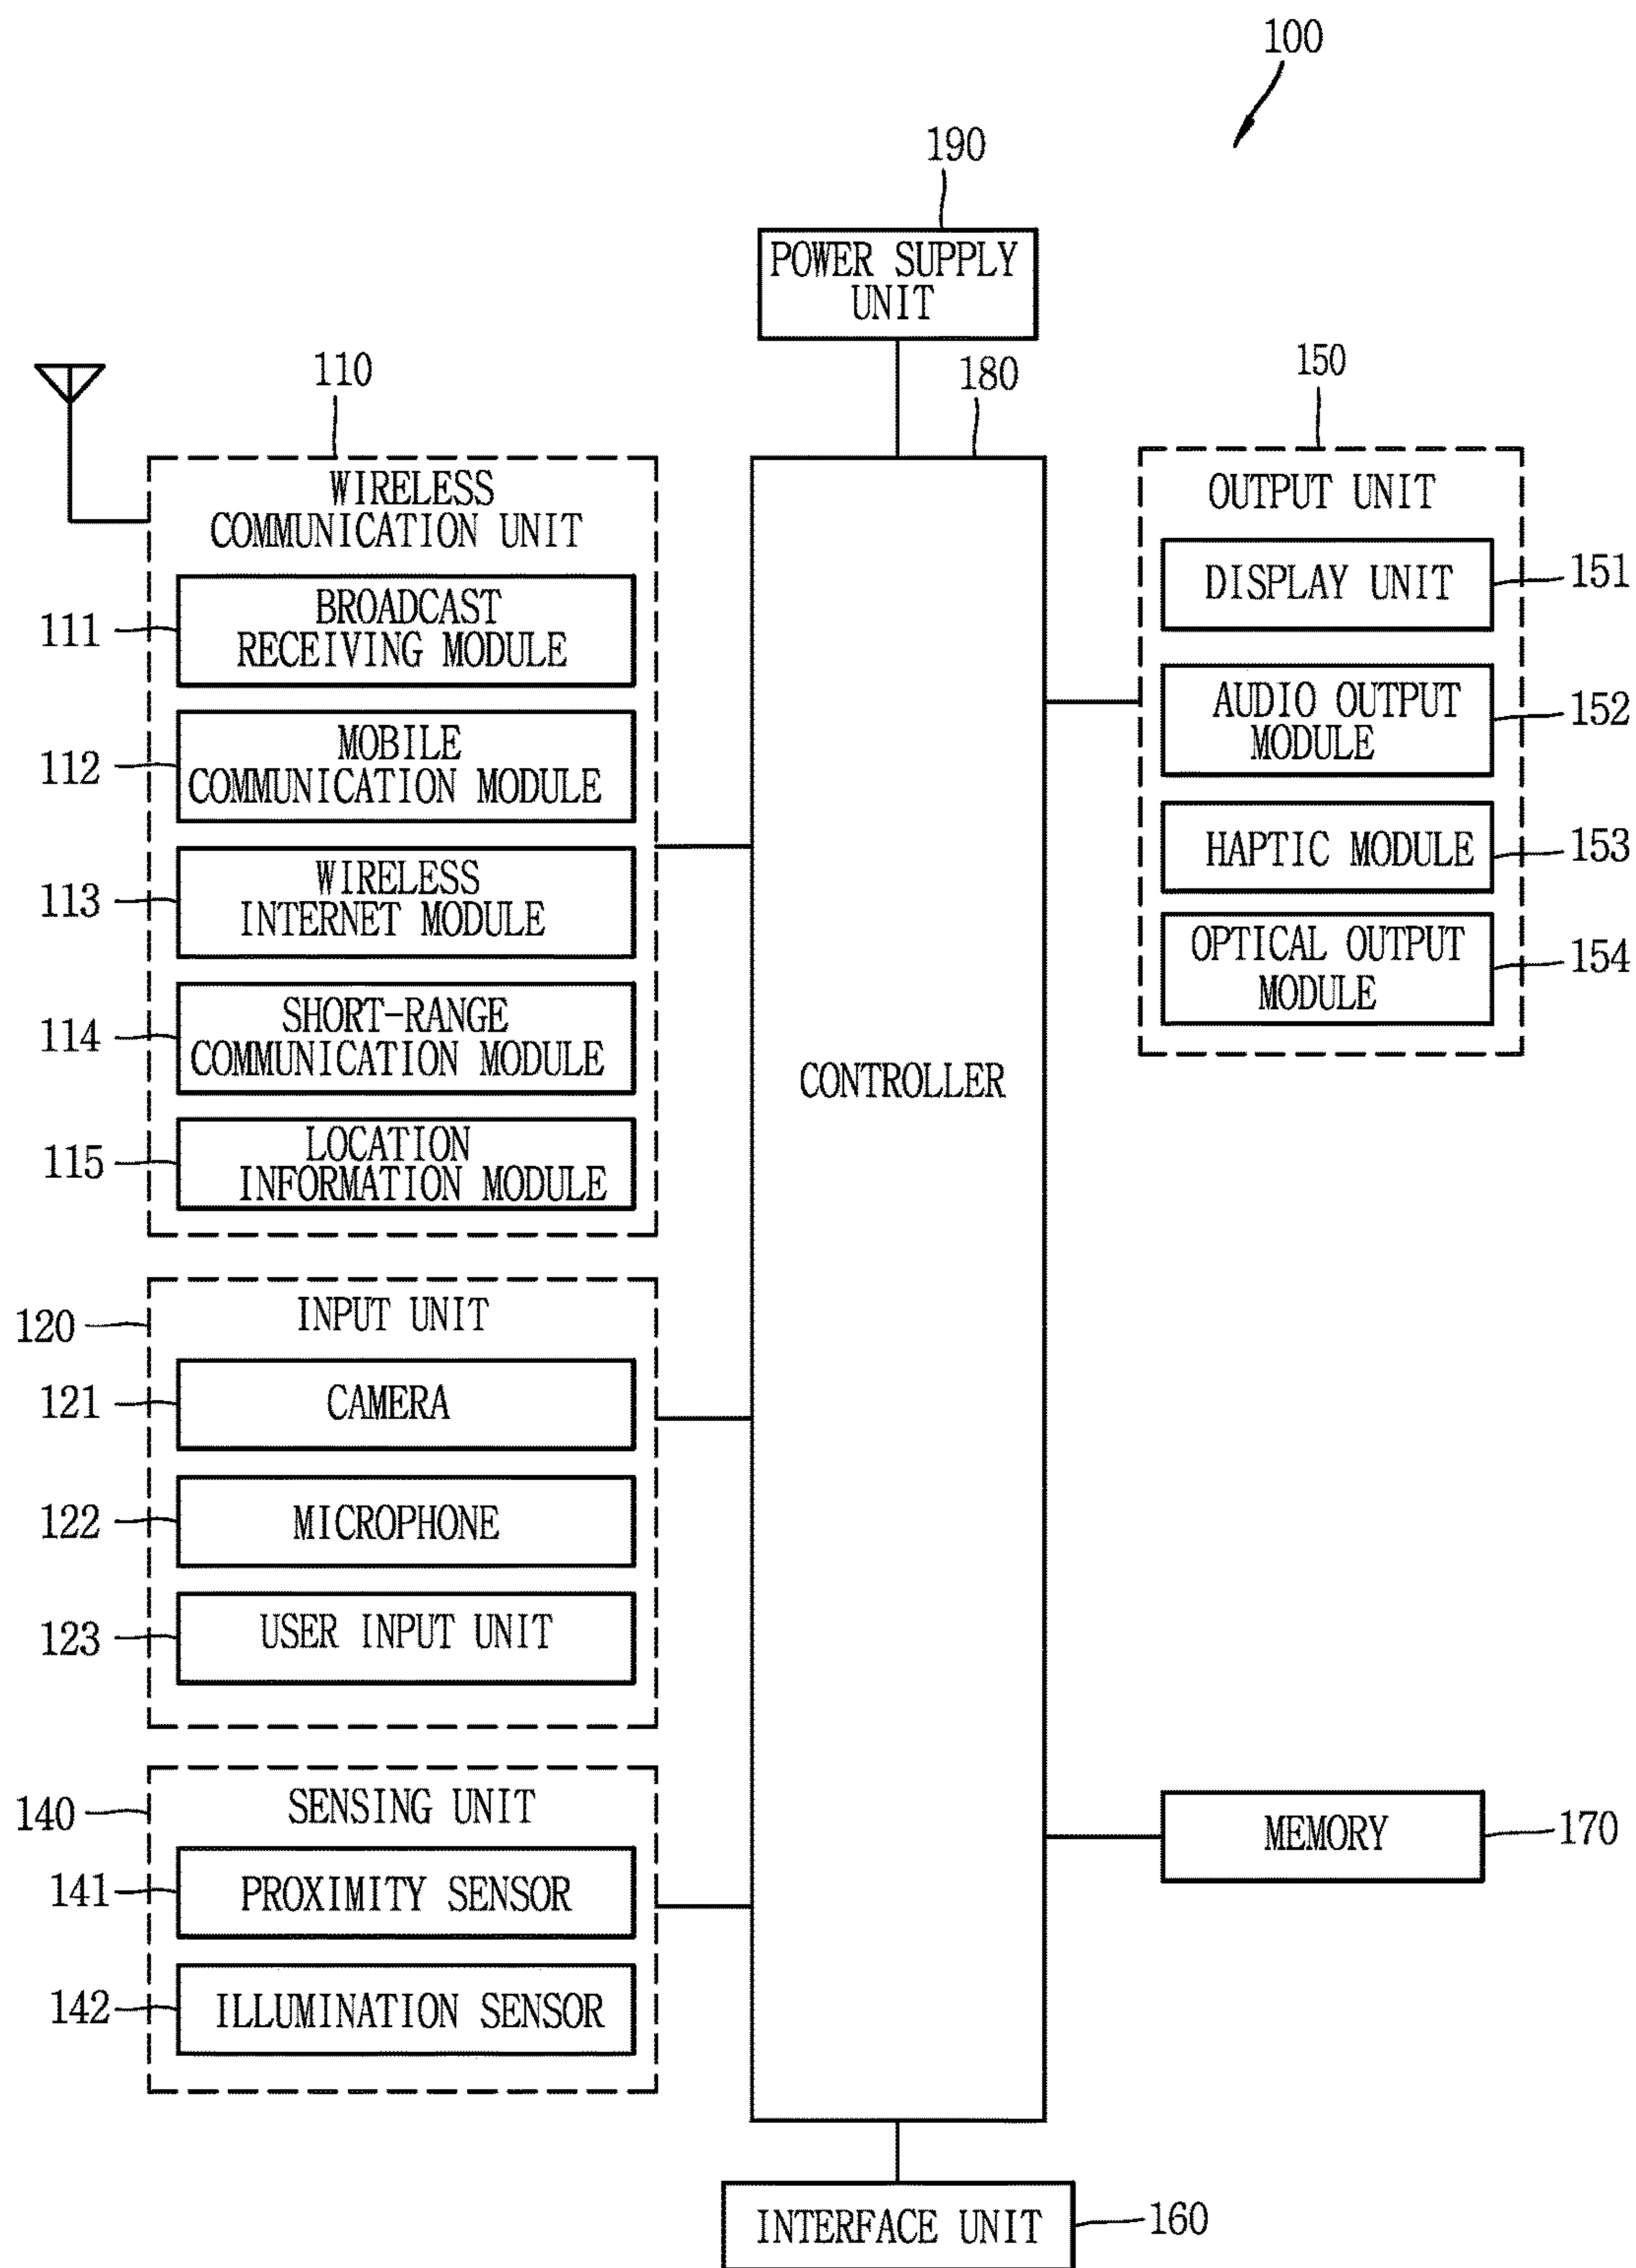 100
190
POWER SUPPLY
UNIT
110
180
150
WIRELESS
COMMUNICATION UNIT
111
BROADCAST
RECEIVING MODULE
112
MOBILE
COMMUNICATION MODULE
113
WIRELESS
INTERNET MODULE
114
SHORT-RANGE
COMMUNICATION MODULE
115
LOCATION
INFORMATION MODULE
120
INPUT UNIT
121
CAMERA
122
MICROPHONE
123
USER INPUT UNIT
140
SENSING UNIT
141
PROXIMITY SENSOR
142
ILLUMINATION SENSOR
CONTROLLER
OUTPUT UNIT
DISPLAY UNIT
151
AUDIO OUTPUT
MODULE
152
HAPTIC MODULE
153
OPTICAL OUTPUT
MODULE
154
MEMORY
170
INTERFACE UNIT
160